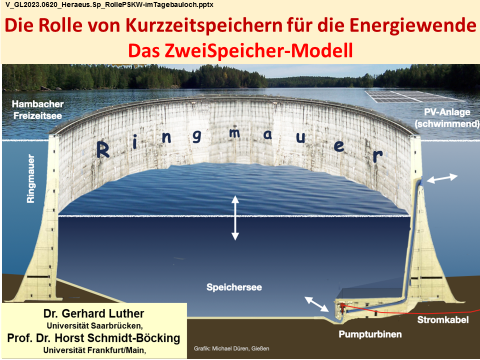 V_GL2023.0620_Heraeus.Sp_RollePSKW-imTagebauloch.pptx
Die Rolle von Kurzzeitspeichern für die Energiewende
Das ZweiSpeicher-Modell
Hambacher
Freizeitsee
PV-Anlage
(schwimmend)
Ringmauer
Ringmauer
Speichersee
Stromkabel
Pumpturbinen
Dr. Gerhard Luther
Universität Saarbrücken,
Prof. Dr. Horst Schmidt-Böcking
Universität Frankfurt/Main,
Grafik: Michael Düren, Gießen